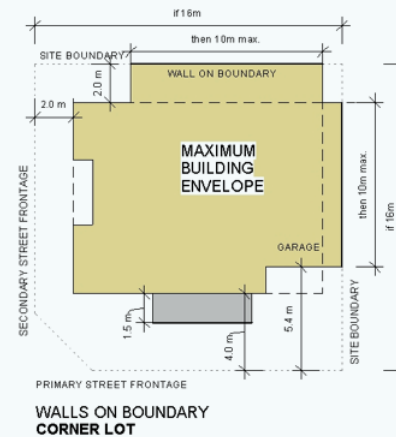 if 16m
then 10m max.
SITE BOUNDARY
WALL ON BOUNDARY
2.0 m
2.0 m
MAXIMUM
BUILDING
ENVELOPE
then 10m max.
if 16m
SECONDARY STREET FRONTAGE
GARAGE
1.5 m
4.0 m
5.4 m
SITE BOUNDARY
PRIMARY STREET FRONTAGE
WALLS ON BOUNDARY
CORNER LOT